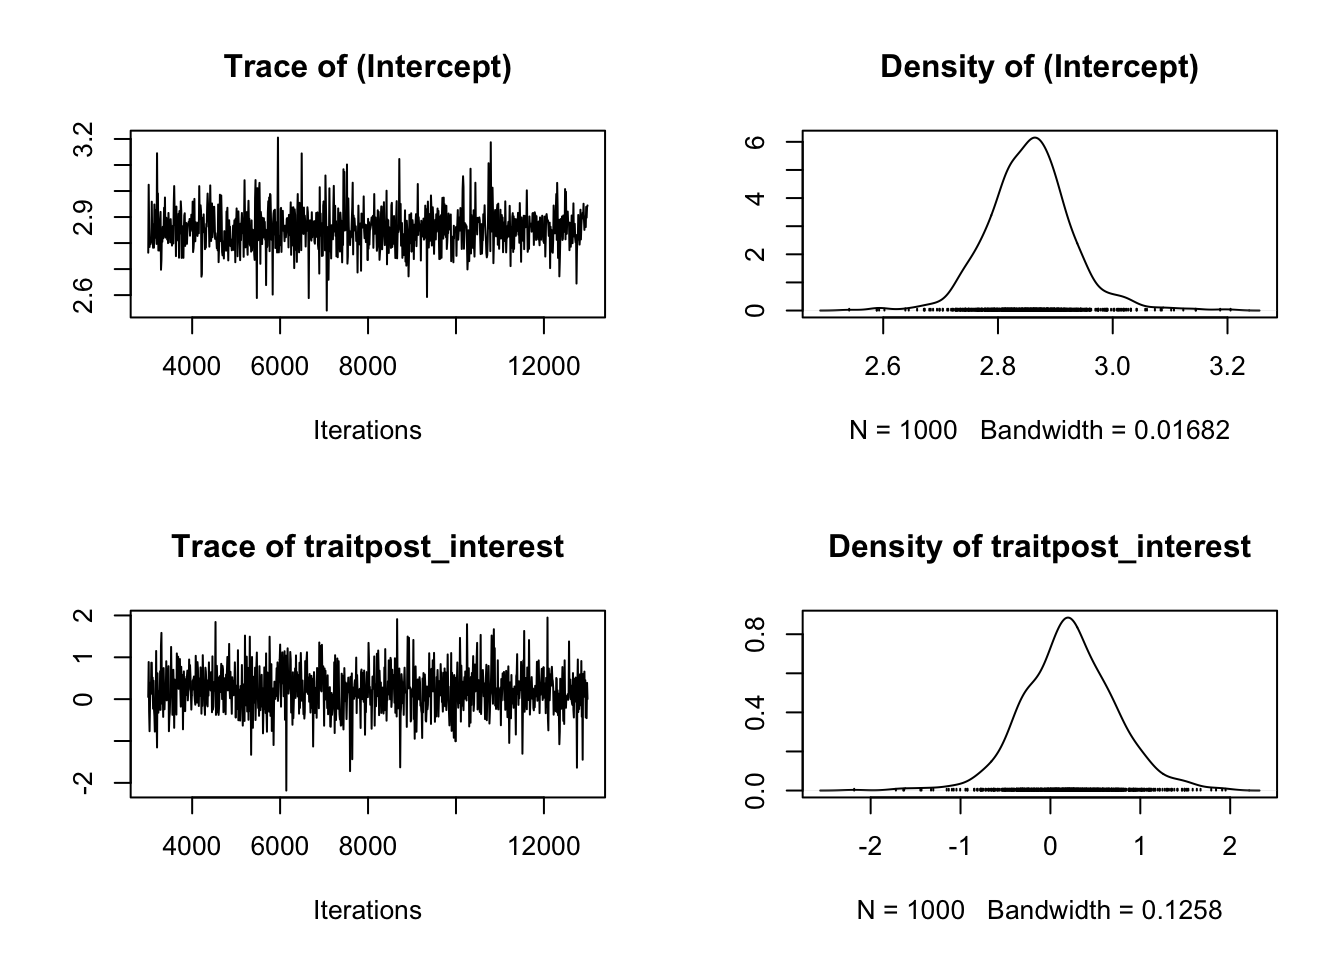 Trace of (Intercept)
3.2
2.9
2.6
4000 6000 8000 12000
Iterations
Density of (Intercept)
6
4
2
0
2.6 2.8 3.0 3.2
N = 1000 Bandwidth = 0.01682
Trace of traitpost_interest
2
1
0
-2
4000 6000 8000 12000
Iterations
Density of traitpost_interest
0.8
0.4
0.0
-2 -1 0 1 2
N = 1000 Bandwidth = 0.1258